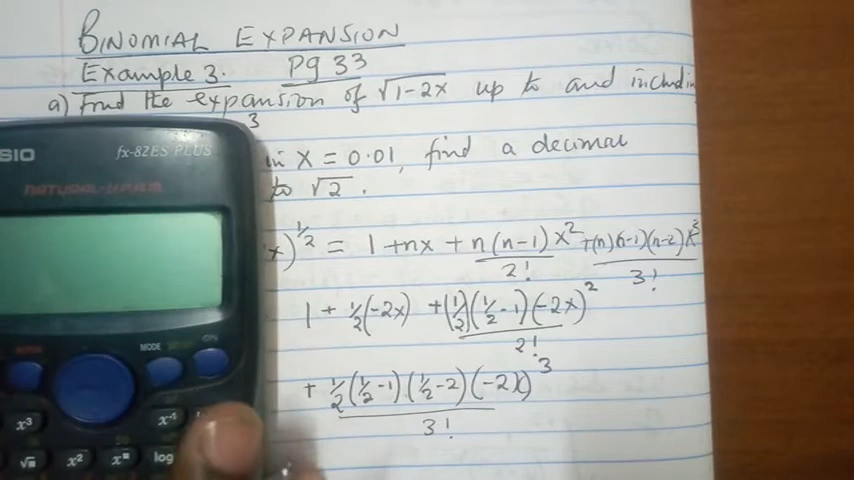 BINOMIAL EXPANSION
Example 3. Pg 33
a) Find the expansion of √1-2x up to and includin
3
in x = 0.01, find a decimal
to √2.
x)^1/2 = 1 + nx + n(n-1)x²/2! + (n)(n-1)(n-2)x³/3!
1 + 1/2(-2x) + (1/2)(1/2-1)(-2x)²/2!
+ 1/2(1/2-1)(1/2-2)(-2x)³/3!
SIO fx-82ES PLUS
NATURAL-V.P.A.M.
MODE
x³ x⁻¹
√ x² x■ log